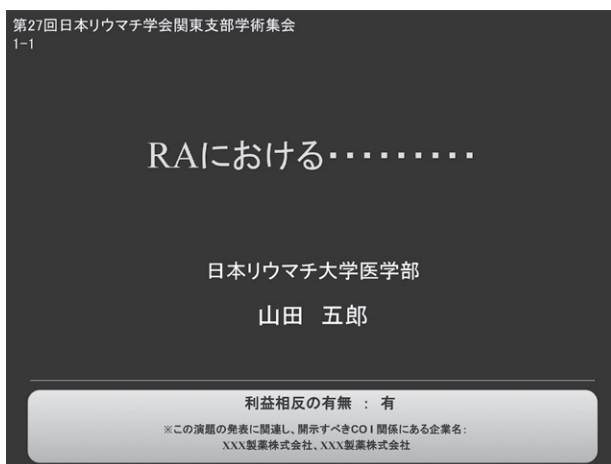 第27回日本リウマチ学会関東支部学術集会
1-1
RAにおける・・・・・・・・・
日本リウマチ大学医学部
山田　五郎
利益相反の有無 ： 有
※この演題の発表に関連し、開示すべきCOI関係にある企業名：
XXX製薬株式会社、XXX製薬株式会社